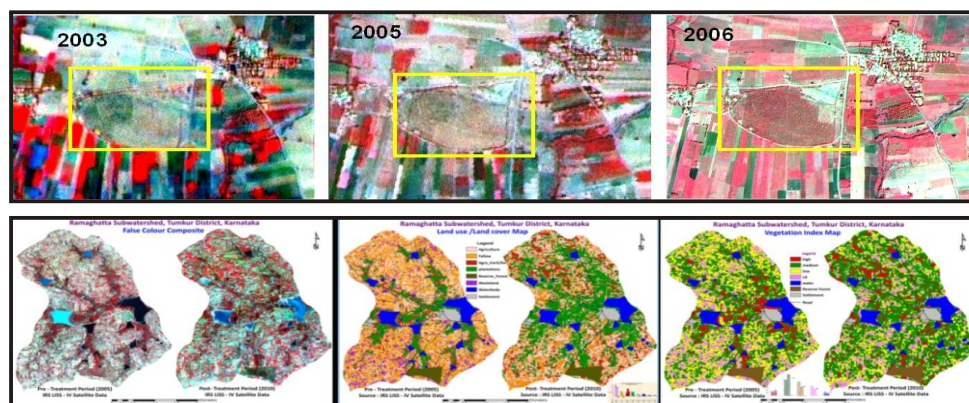 2003
2005
2006
Ramaghatta Subwatershed, Tumkur District, Karnataka
False Colour Composite
Pre - Treatment Period (2005)
IRS LISS - IV Satellite Data
Post- Treatment Period (2010)
IRS LISS - IV Satellite Data
Ramaghatta Subwatershed, Tumkur District, Karnataka
Land use /Land cover Map
Legend
Agriculture
Fallow
plantations
Reserve_Forest
Wasteland
Waterbody
Settlement
Pre - Treatment Period (2005)
Source : IRS LISS - IV Satellite Data
Post- Treatment Period (2010)
Source : IRS LISS - IV Satellite Data
Ramaghatta Subwatershed, Tumkur District, Karnataka
Vegetation Index Map
Legend
high
medium
low
nil
water
Reserve Forest
Settlement
Road
Pre - Treatment Period (2005)
Source : IRS LISS - IV Satellite Data
Post- Treatment Period (2010)
Source : IRS LISS - IV Satellite Data